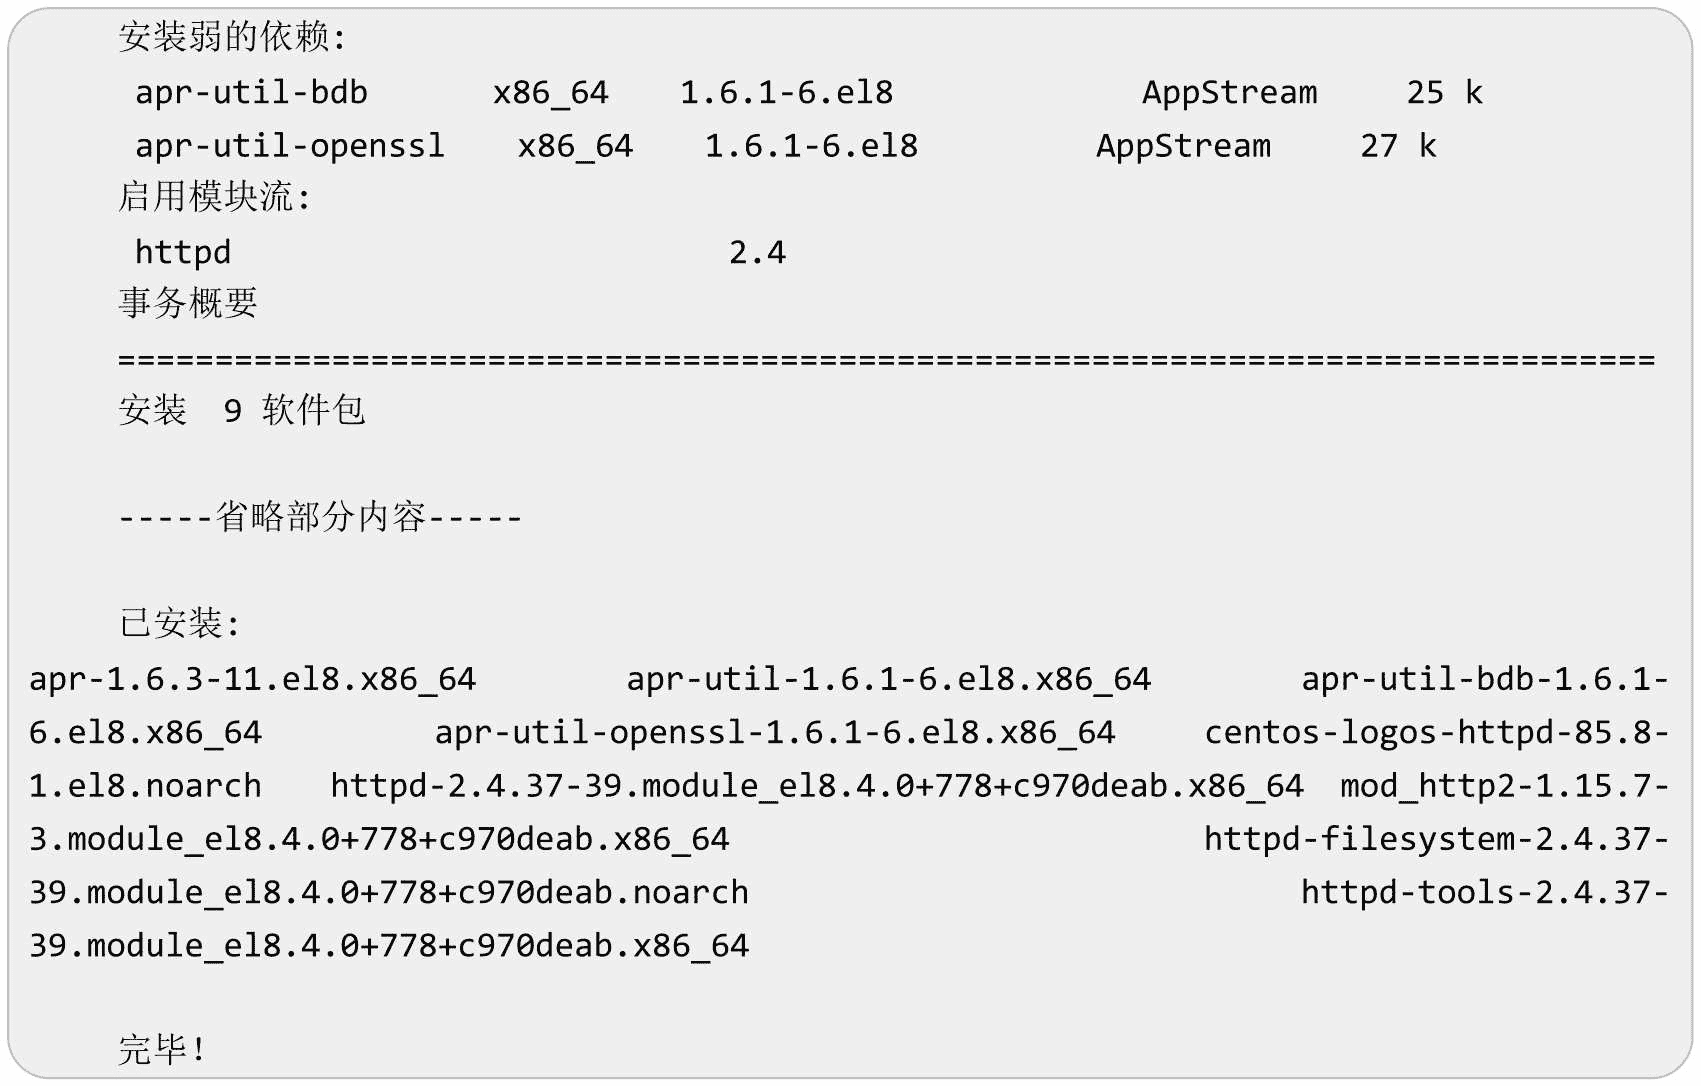 安装弱的依赖:
apr-util-bdb x86_64 1.6.1-6.el8 AppStream 25 k
apr-util-openssl x86_64 1.6.1-6.el8 AppStream 27 k
启用模块流:
httpd 2.4
事务概要
===============================================================================
安装 9 软件包
-----省略部分内容-----
已安装:
apr-1.6.3-11.el8.x86_64 apr-util-1.6.1-6.el8.x86_64 apr-util-bdb-1.6.1-
6.el8.x86_64 apr-util-openssl-1.6.1-6.el8.x86_64 centos-logos-httpd-85.8-
1.el8.noarch httpd-2.4.37-39.module_el8.4.0+778+c970deab.x86_64 mod_http2-1.15.7-
3.module_el8.4.0+778+c970deab.x86_64 httpd-filesystem-2.4.37-
39.module_el8.4.0+778+c970deab.noarch httpd-tools-2.4.37-
39.module_el8.4.0+778+c970deab.x86_64
完毕!